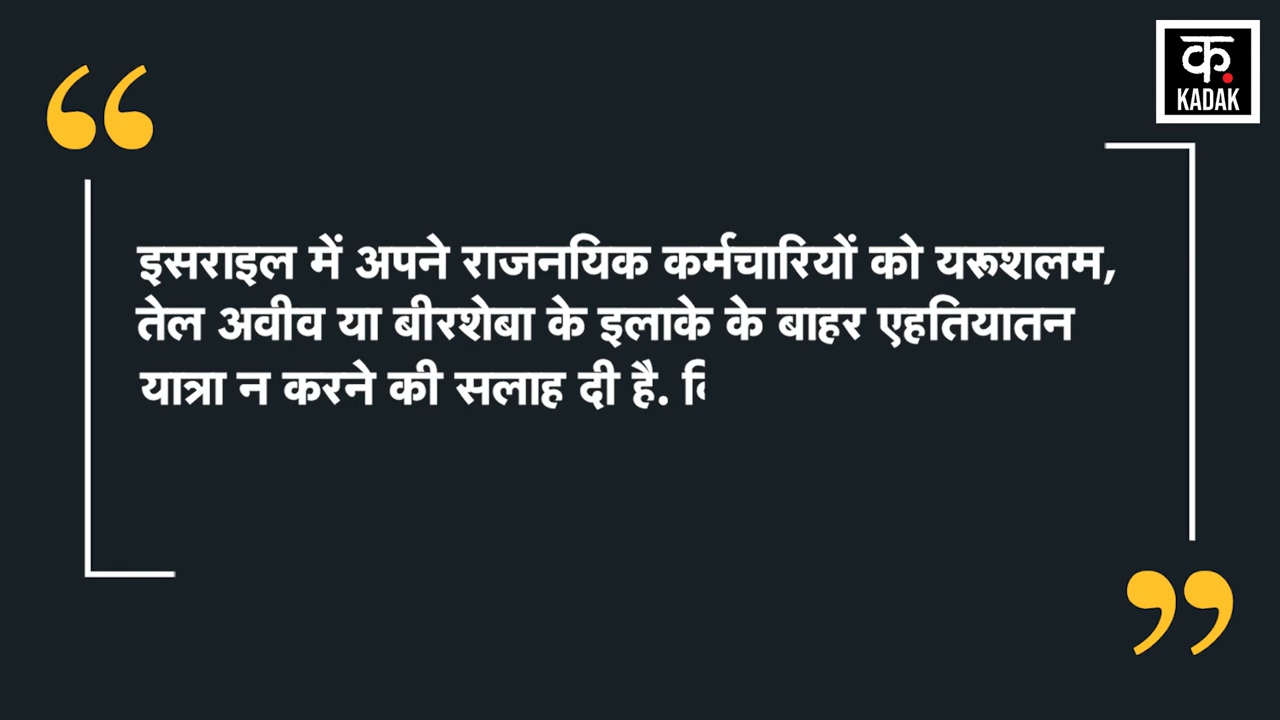 क.
KADAK
इसराइल में अपने राजनयिक कर्मचारियों को यरूशलम,
तेल अवीव या बीरशेबा के इलाके के बाहर एहतियातन
यात्रा न करने की सलाह दी है.